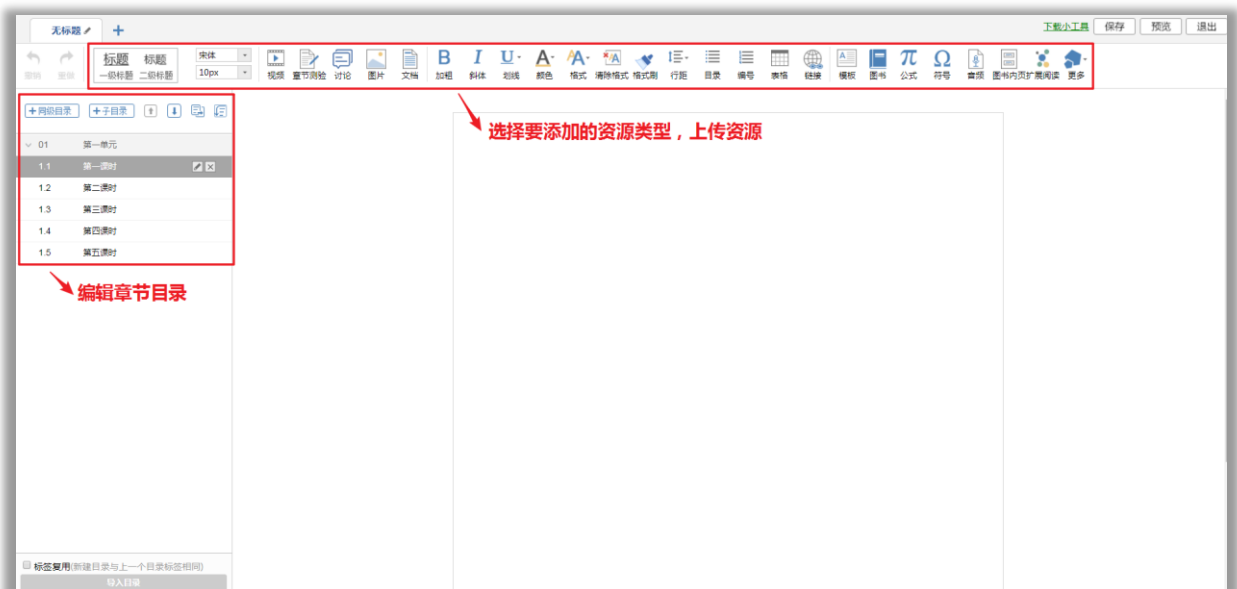 无标题
下载小工具 保存 预览 退出
撤销 重做 标题 标题 宋体
一级标题 二级标题 10px
视频 章节测验 讨论 图片 文档 B 加粗 I 斜体 U 划线 A 颜色 A 格式 清除格式 格式刷 行距 目录 编号 表格 链接 模板 图书 π 公式 Ω 符号 音频 图书内页 扩展阅读 更多
+同级目录 +子目录
选择要添加的资源类型，上传资源
01 第一单元
1.1 第一课时
1.2 第二课时
1.3 第三课时
1.4 第四课时
1.5 第五课时
编辑章节目录
标签复用(新建目录与上一个目录标签相同)
导入目录